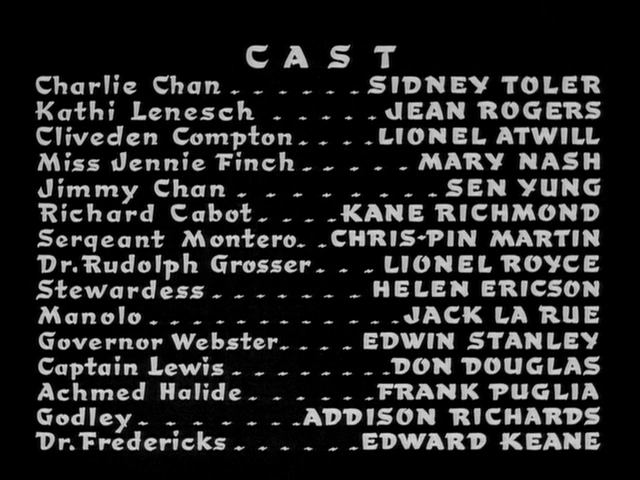 CAST
Charlie Chan . . . . . . SIDNEY TOLER
Kathi Lenesch . . . . . JEAN ROGERS
Cliveden Compton . . . . LIONEL ATWILL
Miss Jennie Finch . . . . . MARY NASH
Jimmy Chan . . . . . . . . SEN YUNG
Richard Cabot . . . . KANE RICHMOND
Sergeant Montero . . CHRIS-PIN MARTIN
Dr. Rudolph Grosser . . . LIONEL ROYCE
Stewardess . . . . . . . HELEN ERICSON
Manolo . . . . . . . . . . . . JACK LA RUE
Governor Webster . . . . EDWIN STANLEY
Captain Lewis . . . . . . . . DON DOUGLAS
Achmed Halide . . . . . FRANK PUGLIA
Godley . . . . . . . ADDISON RICHARDS
Dr. Fredericks . . . . . EDWARD KEANE